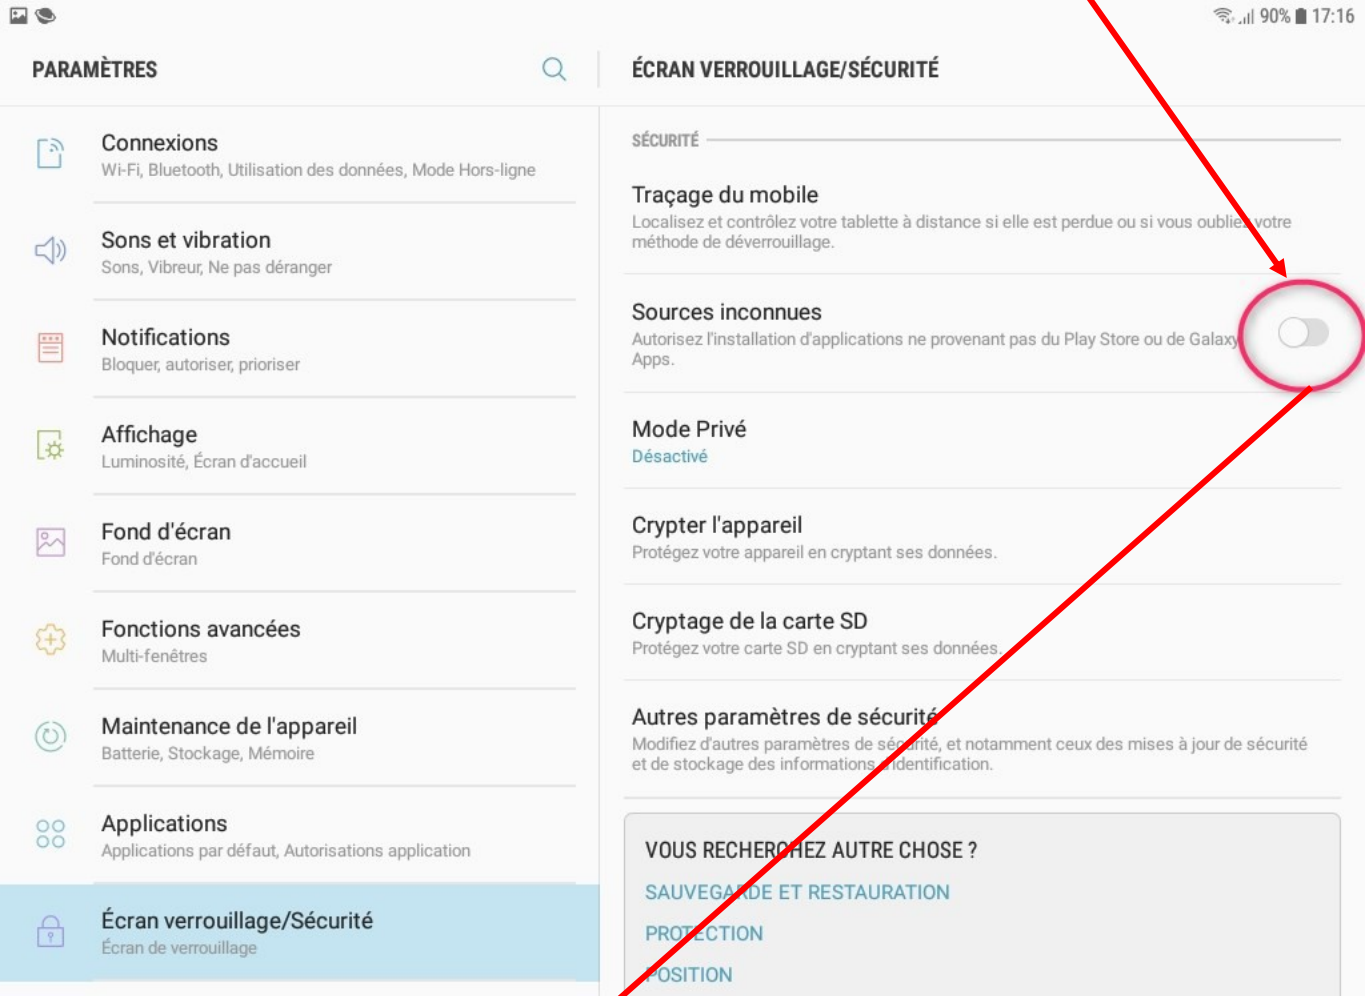 90% 17:16
PARAMÈTRES
Connexions
Wi-Fi, Bluetooth, Utilisation des données, Mode Hors-ligne
Sons et vibration
Sons, Vibreur, Ne pas déranger
Notifications
Bloquer, autoriser, prioriser
Affichage
Luminosité, Écran d'accueil
Fond d'écran
Fond d'écran
Fonctions avancées
Multi-fenêtres
Maintenance de l'appareil
Batterie, Stockage, Mémoire
Applications
Applications par défaut, Autorisations application
Écran verrouillage/Sécurité
Écran de verrouillage
ÉCRAN VERROUILLAGE/SÉCURITÉ
SÉCURITÉ
Traçage du mobile
Localisez et contrôlez votre tablette à distance si elle est perdue ou si vous oubliez votre
méthode de déverrouillage.
Sources inconnues
Autorisez l'installation d'applications ne provenant pas du Play Store ou de Galaxy
Apps.
Mode Privé
Désactivé
Crypter l'appareil
Protégez votre appareil en cryptant ses données.
Cryptage de la carte SD
Protégez votre carte SD en cryptant ses données.
Autres paramètres de sécurité
Modifiez d'autres paramètres de sécurité, et notamment ceux des mises à jour de sécurité
et de stockage des informations d'identification.
VOUS RECHERCHEZ AUTRE CHOSE ?
SAUVEGARDE ET RESTAURATION
PROTECTION
POSITION